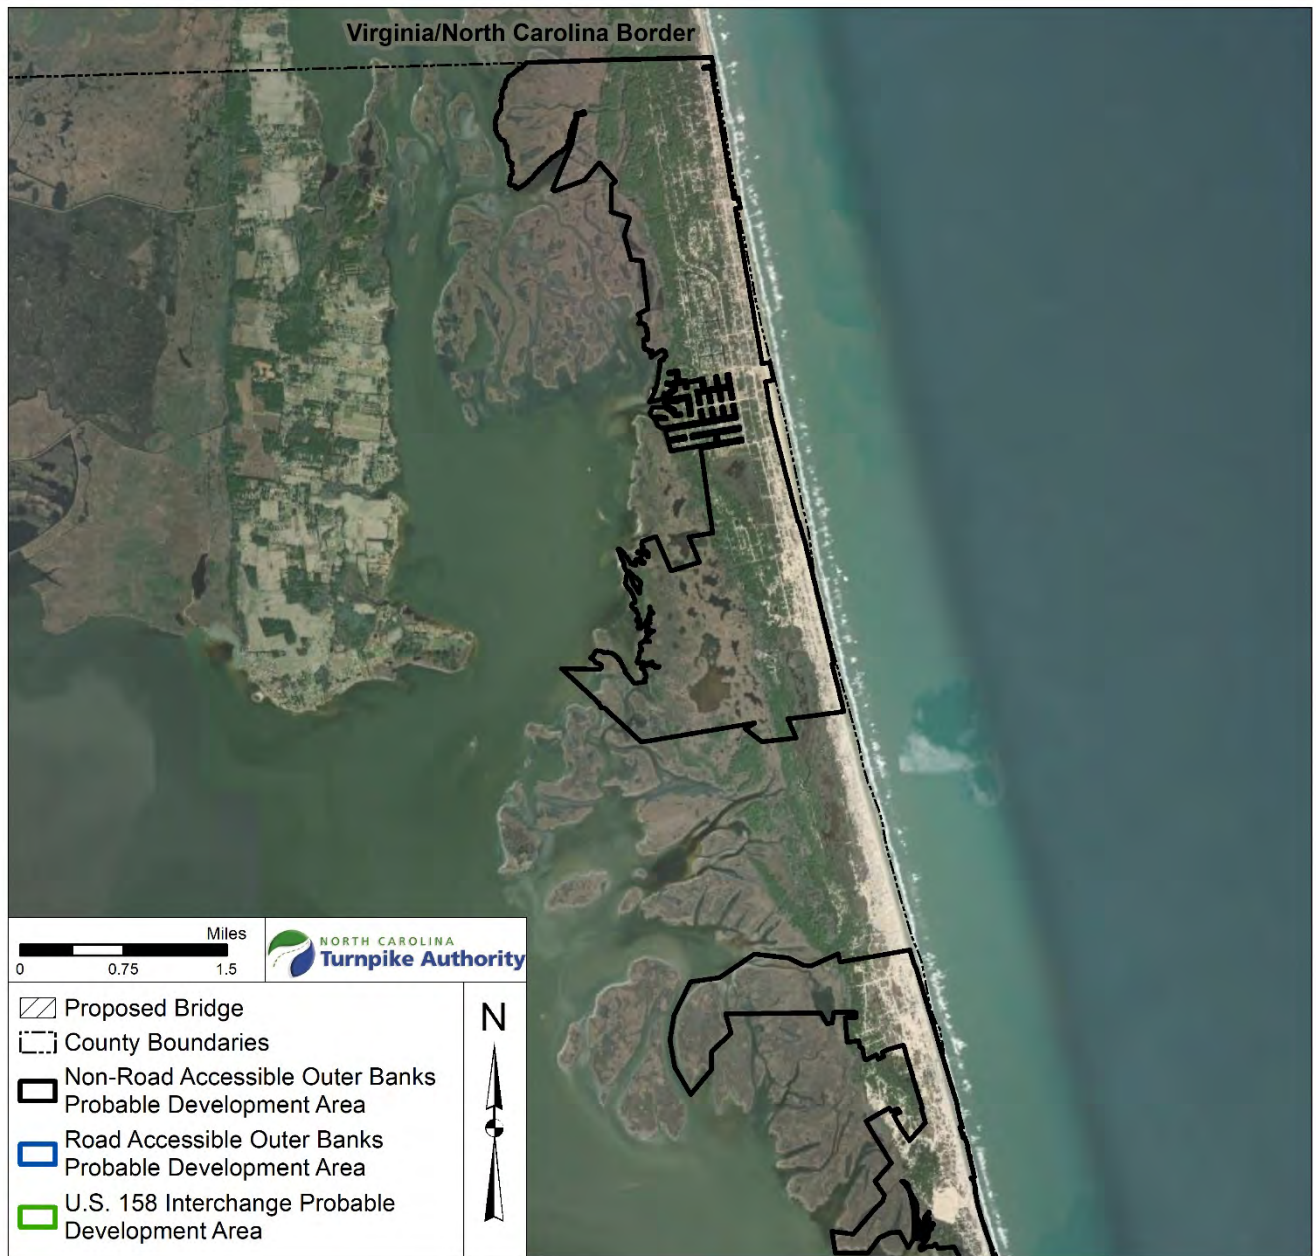 Virginia/North Carolina Border
Miles
0 0.75 1.5
NORTH CAROLINA
Turnpike Authority
Proposed Bridge
County Boundaries
Non-Road Accessible Outer Banks
Probable Development Area
Road Accessible Outer Banks
Probable Development Area
U.S. 158 Interchange Probable
Development Area
N